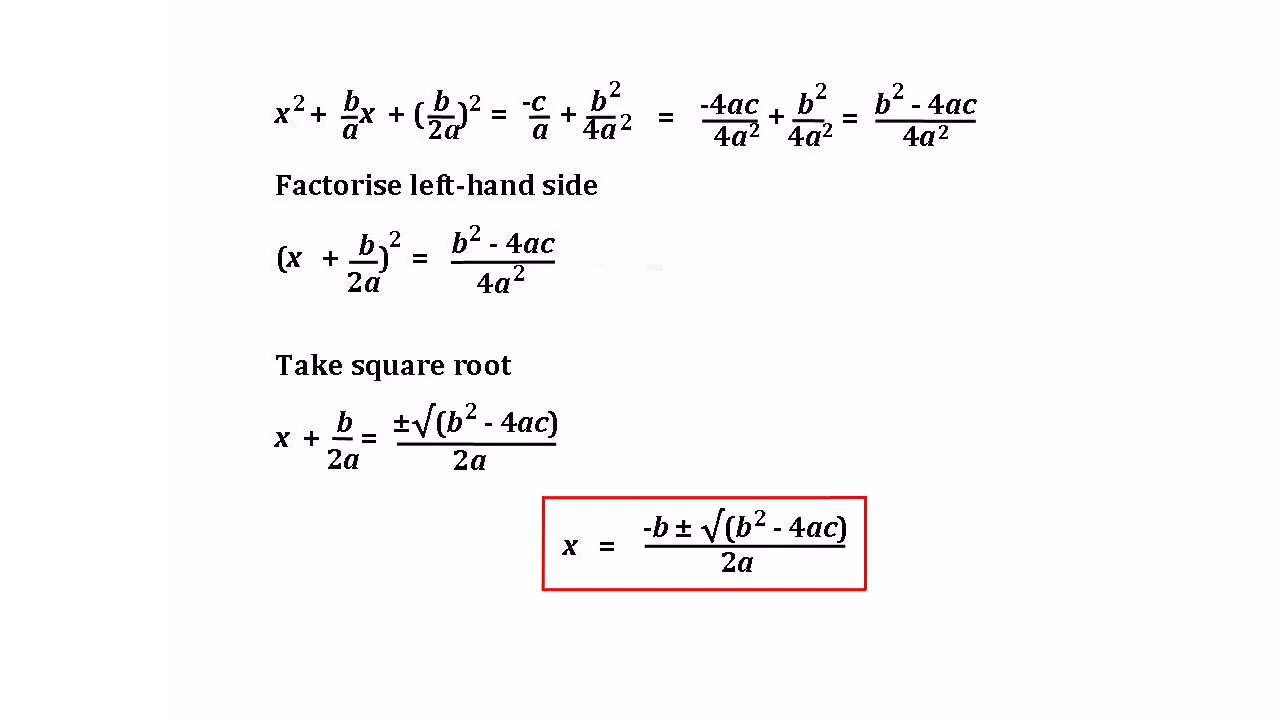 x² + b/a x + (b/2a)² = -c/a + b²/4a² = -4ac/4a² + b²/4a² = b² - 4ac/4a²
Factorise left-hand side
(x + b/2a)² = b² - 4ac/4a²
Take square root
x + b/2a = ±√(b² - 4ac)/2a
x = -b ± √(b² - 4ac)/2a